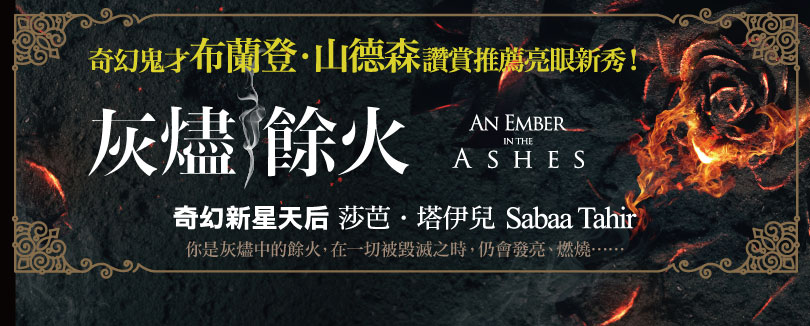 奇幻鬼才布蘭登·山德森讚賞推薦亮眼新秀！
灰燼餘火
AN EMBER
IN THE
ASHES
奇幻新星天后 莎芭·塔伊兒 Sabaa Tahir
你是灰燼中的餘火，在一切被毀滅之時，仍會發亮、燃燒……